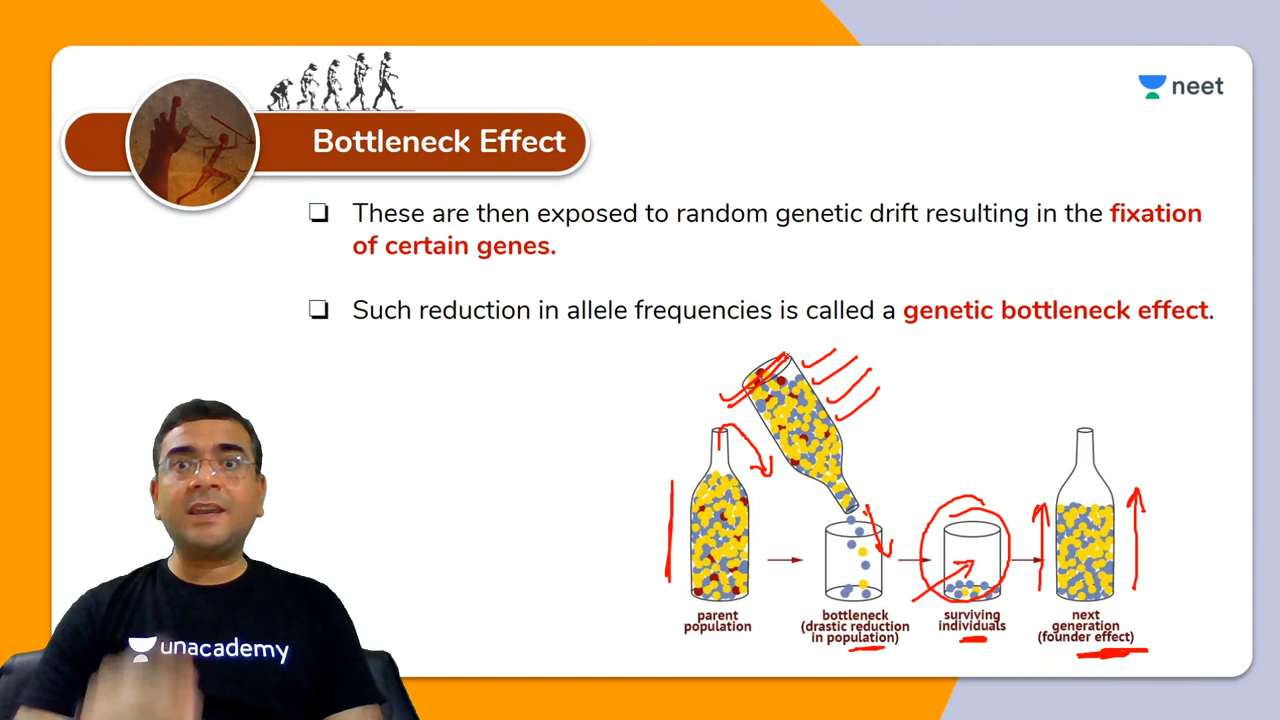 neet
Bottleneck Effect
❑ These are then exposed to random genetic drift resulting in the fixation
of certain genes.
❑ Such reduction in allele frequencies is called a genetic bottleneck effect.
parent
population
bottleneck
(drastic reduction
in population)
surviving
individuals
next
generation
(founder effect)
unacademy